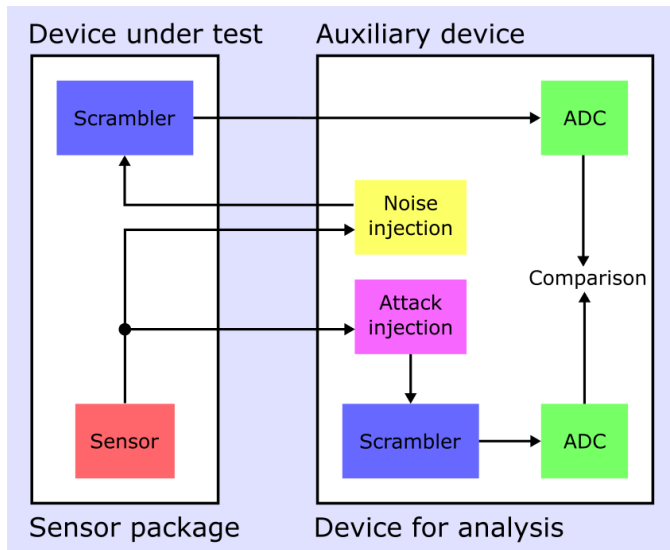 Device under test
Auxiliary device
Scrambler
ADC
Noise
injection
Comparison
Attack
injection
Sensor
Scrambler
ADC
Sensor package
Device for analysis